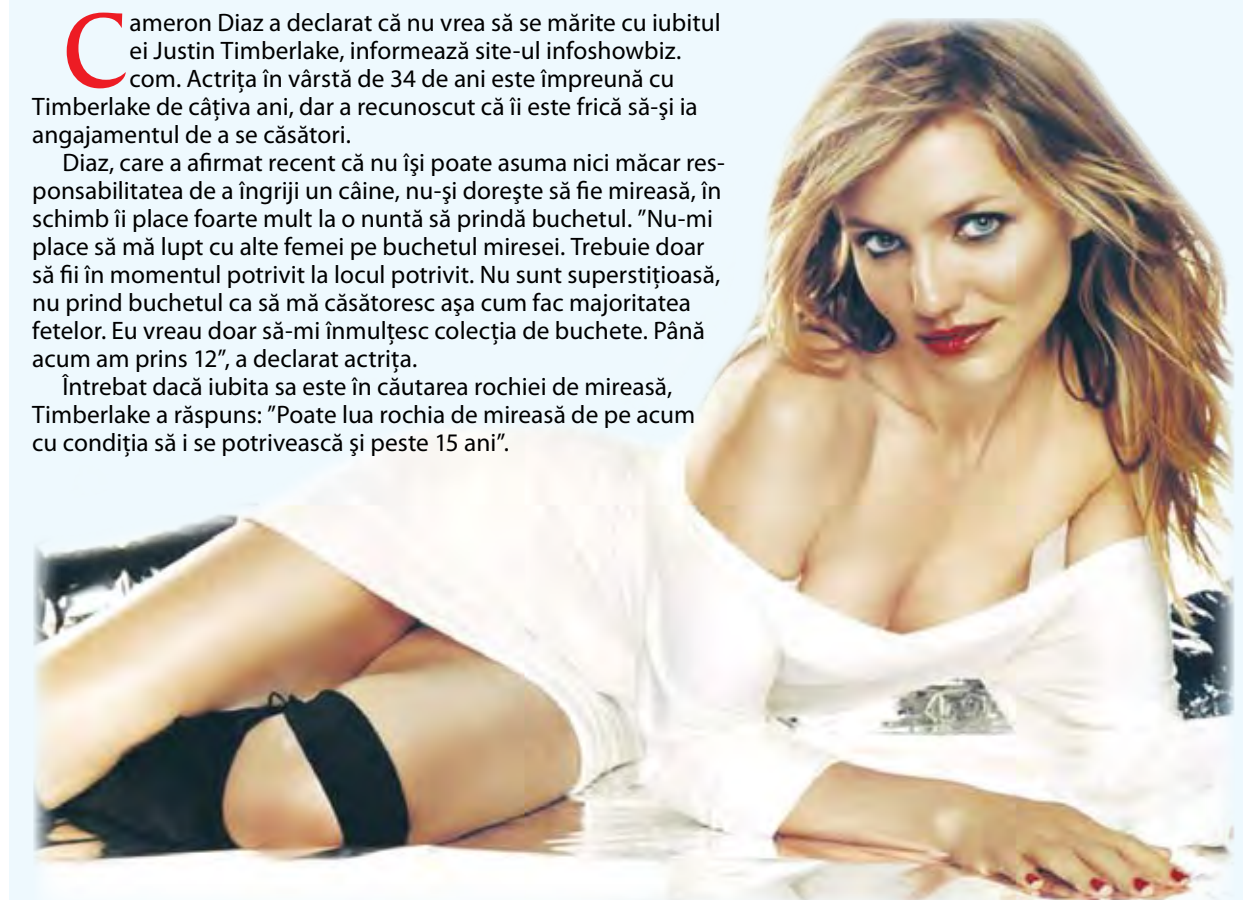 Cameron Diaz a declarat că nu vrea să se mărite cu iubitul
ei Justin Timberlake, informează site-ul infoshowbiz.
com. Actriţa în vârstă de 34 de ani este împreună cu
Timberlake de câţiva ani, dar a recunoscut că îi este frică să-şi ia
angajamentul de a se căsători.
Diaz, care a afirmat recent că nu îşi poate asuma nici măcar res-
ponsabilitatea de a îngriji un câine, nu-şi doreşte să fie mireasă, în
schimb îi place foarte mult la o nuntă să prindă buchetul. ”Nu-mi
place să mă lupt cu alte femei pe buchetul miresei. Trebuie doar
să fii în momentul potrivit la locul potrivit. Nu sunt superstiţioasă,
nu prind buchetul ca să mă căsătoresc aşa cum fac majoritatea
fetelor. Eu vreau doar să-mi înmulţesc colecţia de buchete. Până
acum am prins 12”, a declarat actriţa.
Întrebat dacă iubita sa este în căutarea rochiei de mireasă,
Timberlake a răspuns: ”Poate lua rochia de mireasă de pe acum
cu condiţia să i se potrivească şi peste 15 ani”.